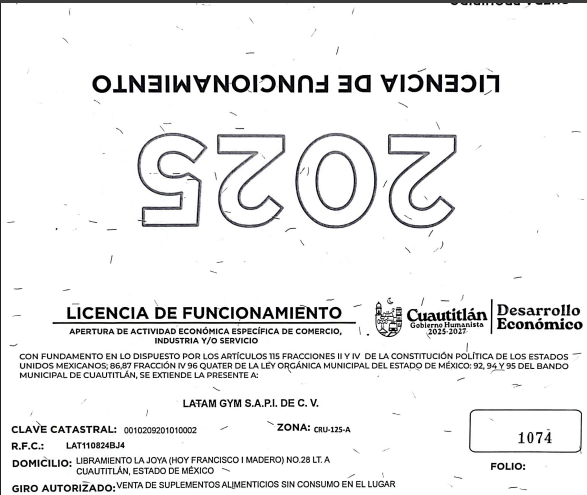 LICENCIA DE FUNCIONAMIENTO
2025
LICENCIA DE FUNCIONAMIENTO
APERTURA DE ACTIVIDAD ECONÓMICA ESPECÍFICA DE COMERCIO,
INDUSTRIA Y/O SERVICIO
Cuautitlán
Gobierno Humanista
2025-2027
Desarrollo
Económico
CON FUNDAMENTO EN LO DISPUESTO POR LOS ARTÍCULOS 115 FRACCIONES II Y IV DE LA CONSTITUCIÓN POLÍTICA DE LOS ESTADOS
UNIDOS MEXICANOS; 86,87 FRACCIÓN IV 96 QUATER DE LA LEY ORGÁNICA MUNICIPAL DEL ESTADO DE MÉXICO: 92, 94 Y 95 DEL BANDO
MUNICIPAL DE CUAUTITLÁN, SE EXTIENDE LA PRESENTE A:
LATAM GYM S.A.P.I. DE C. V.
CLAVE CATASTRAL: 0010209201010002 ZONA: CRU-125-A
R.F.C.: LAT110824BJ4
1074
DOMICILIO: LIBRAMIENTO LA JOYA (HOY FRANCISCO I MADERO) NO.28 LT. A
CUAUTITLÁN, ESTADO DE MÉXICO
FOLIO:
GIRO AUTORIZADO: VENTA DE SUPLEMENTOS ALIMENTICIOS SIN CONSUMO EN EL LUGAR